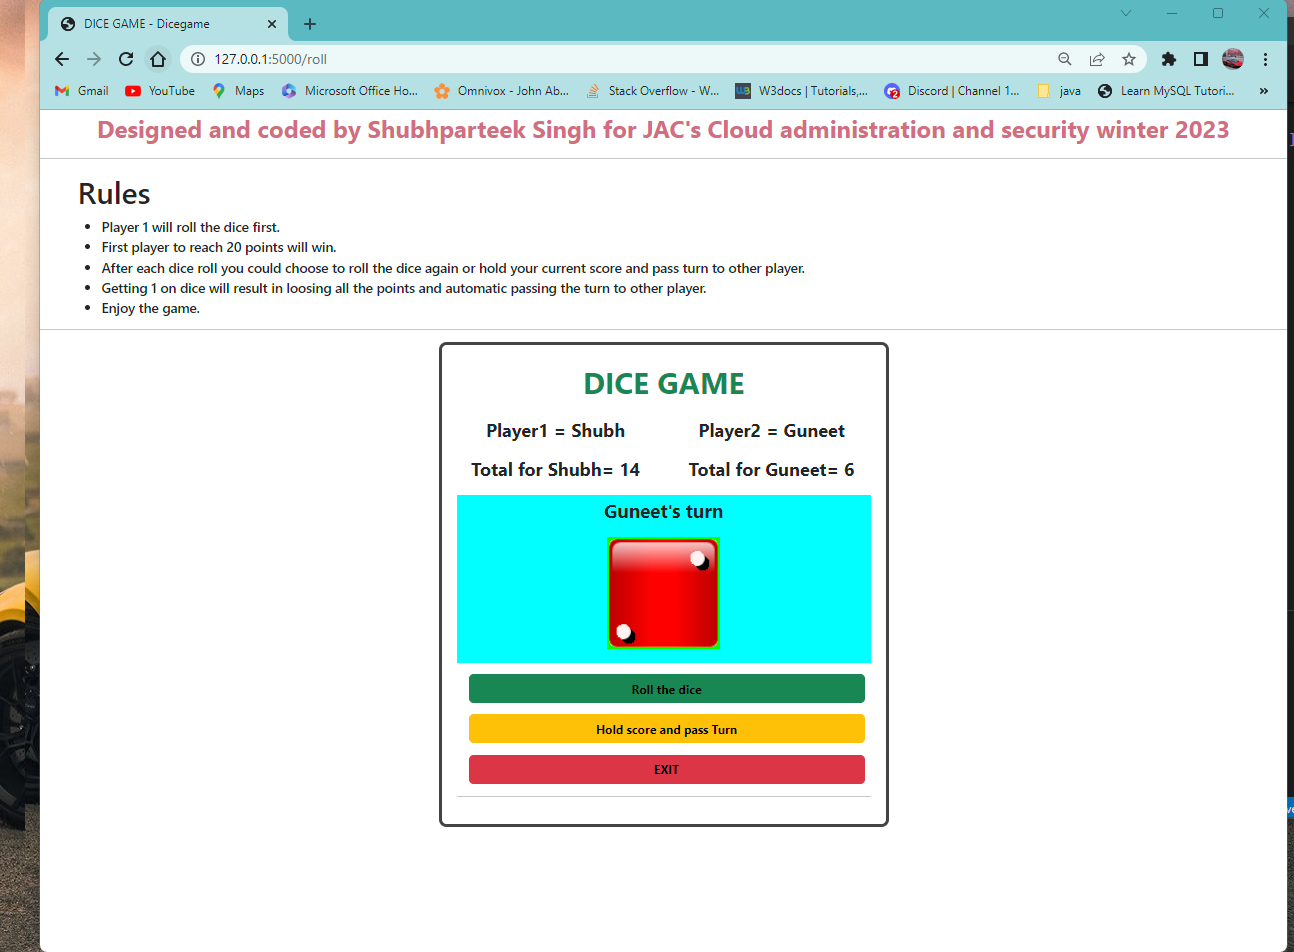 DICE GAME - Dicegame
127.0.0.1:5000/roll
Gmail YouTube Maps Microsoft Office Ho... Omnivox - John Ab... Stack Overflow - W... W3docs | Tutorials,... Discord | Channel 1... java Learn MySQL Tutori... »
Designed and coded by Shubhparteek Singh for JAC's Cloud administration and security winter 2023
Rules
• Player 1 will roll the dice first.
• First player to reach 20 points will win.
• After each dice roll you could choose to roll the dice again or hold your current score and pass turn to other player.
• Getting 1 on dice will result in loosing all the points and automatic passing the turn to other player.
• Enjoy the game.
DICE GAME
Player1 = Shubh Player2 = Guneet
Total for Shubh= 14 Total for Guneet= 6
Guneet's turn
Roll the dice
Hold score and pass Turn
EXIT